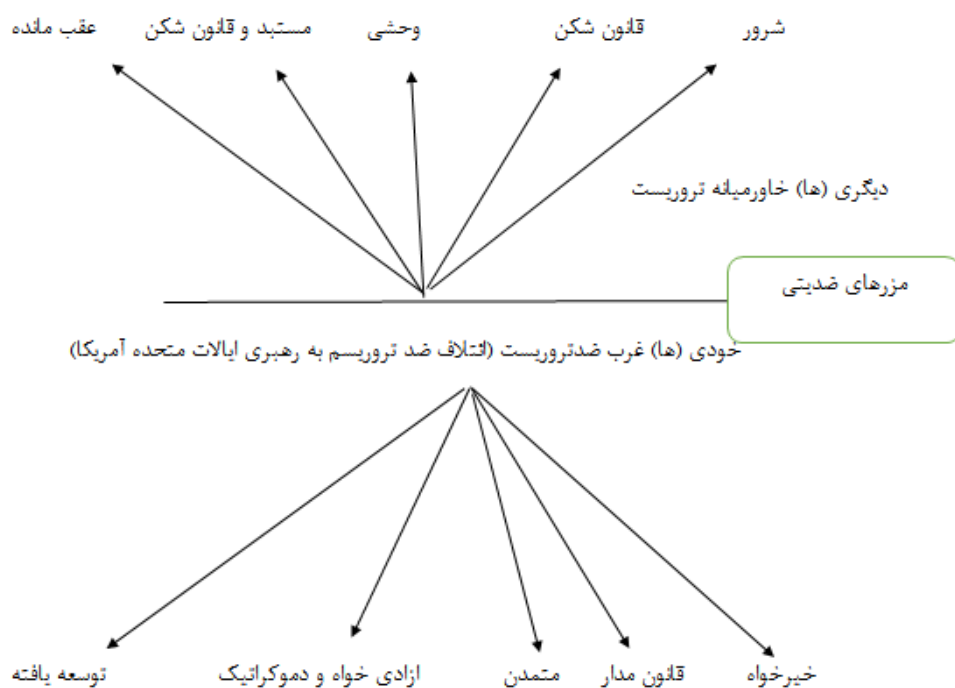 شرور قانون شکن وحشی مستبد و قانون شکن عقب مانده
دیگری (ها) خاورمیانه تروریست
مزرهای ضدیتی
خودی (ها) غرب ضدتروریست (ائتلاف ضد تروریسم به رهبری ایالات متحده آمریکا)
خیرخواه قانون مدار متمدن ازادی خواه و دموکراتیک توسعه یافته